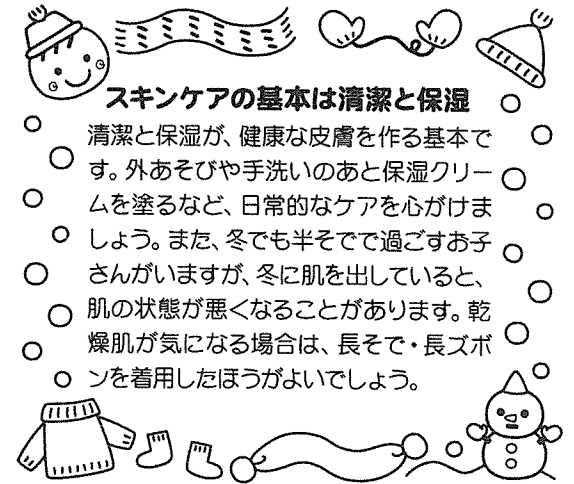 スキンケアの基本は清潔と保湿
清潔と保湿が、健康な皮膚を作る基本で
す。外あそびや手洗いのあと保湿クリー
ムを塗るなど、日常的なケアを心がけま
しょう。また、冬でも半そでで過ごすお子
さんがいますが、冬に肌を出していると、
肌の状態が悪くなることがあります。乾
燥肌が気になる場合は、長そで・長ズボ
ンを着用したほうがよいでしょう。